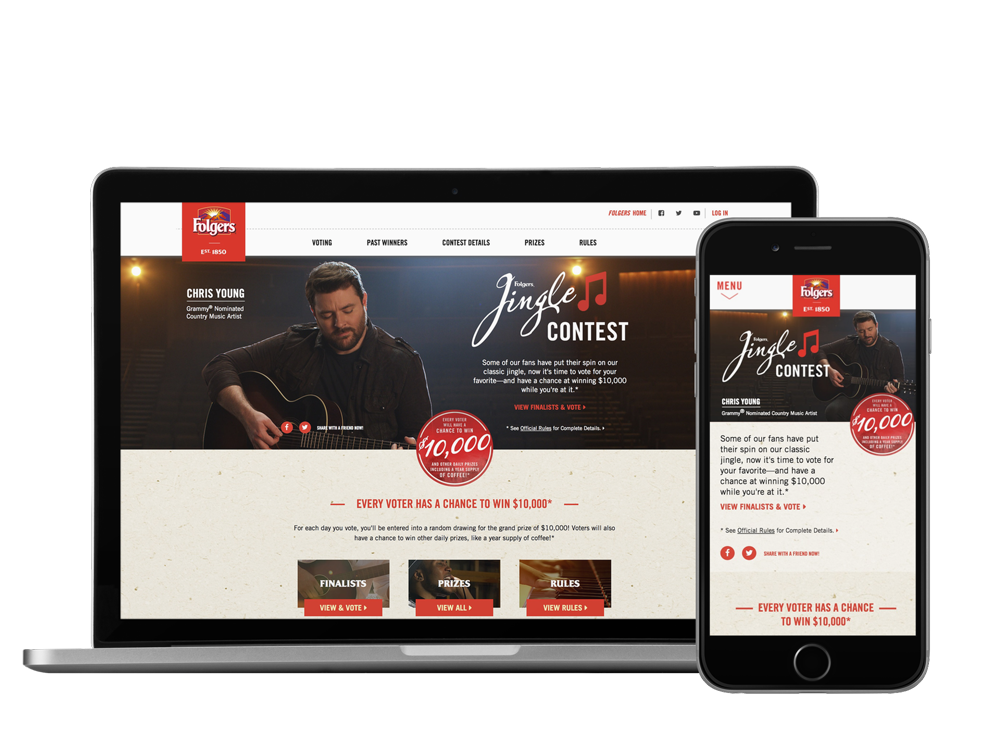 FOLGERS HOME
LOG IN
Folgers
EST. 1850
VOTING
PAST WINNERS
CONTEST DETAILS
PRIZES
RULES
CHRIS YOUNG
Grammy® Nominated
Country Music Artist
Folgers
Jingle
CONTEST
Some of our fans have put their spin on our
classic jingle, now it's time to vote for your
favorite—and have a chance at winning $10,000
while you're at it.*
VIEW FINALISTS & VOTE
* See Official Rules for Complete Details.
SHARE WITH A FRIEND NOW!
EVERY VOTER
WILL HAVE A
CHANCE TO WIN
$10,000
AND OTHER DAILY PRIZES,
INCLUDING A YEAR SUPPLY
OF COFFEE!*
EVERY VOTER HAS A CHANCE TO WIN $10,000*
For each day you vote, you'll be entered into a random drawing for the grand prize of $10,000! Voters will also
have a chance to win other daily prizes, like a year supply of coffee!*
FINALISTS
VIEW & VOTE
PRIZES
VIEW ALL
RULES
VIEW RULES
MENU
Folgers
EST. 1850
Folgers
Jingle
CONTEST
CHRIS YOUNG
Grammy® Nominated Country Music Artist
EVERY VOTER
WILL HAVE A
CHANCE TO WIN
$10,000
AND OTHER DAILY PRIZES,
INCLUDING A YEAR SUPPLY
OF COFFEE!*
Some of our fans have put
their spin on our classic
jingle, now it's time to vote for
your favorite—and have a
chance at winning $10,000
while you're at it.*
VIEW FINALISTS & VOTE
* See Official Rules for Complete Details.
SHARE WITH A FRIEND NOW!
EVERY VOTER HAS A CHANCE
TO WIN $10,000*